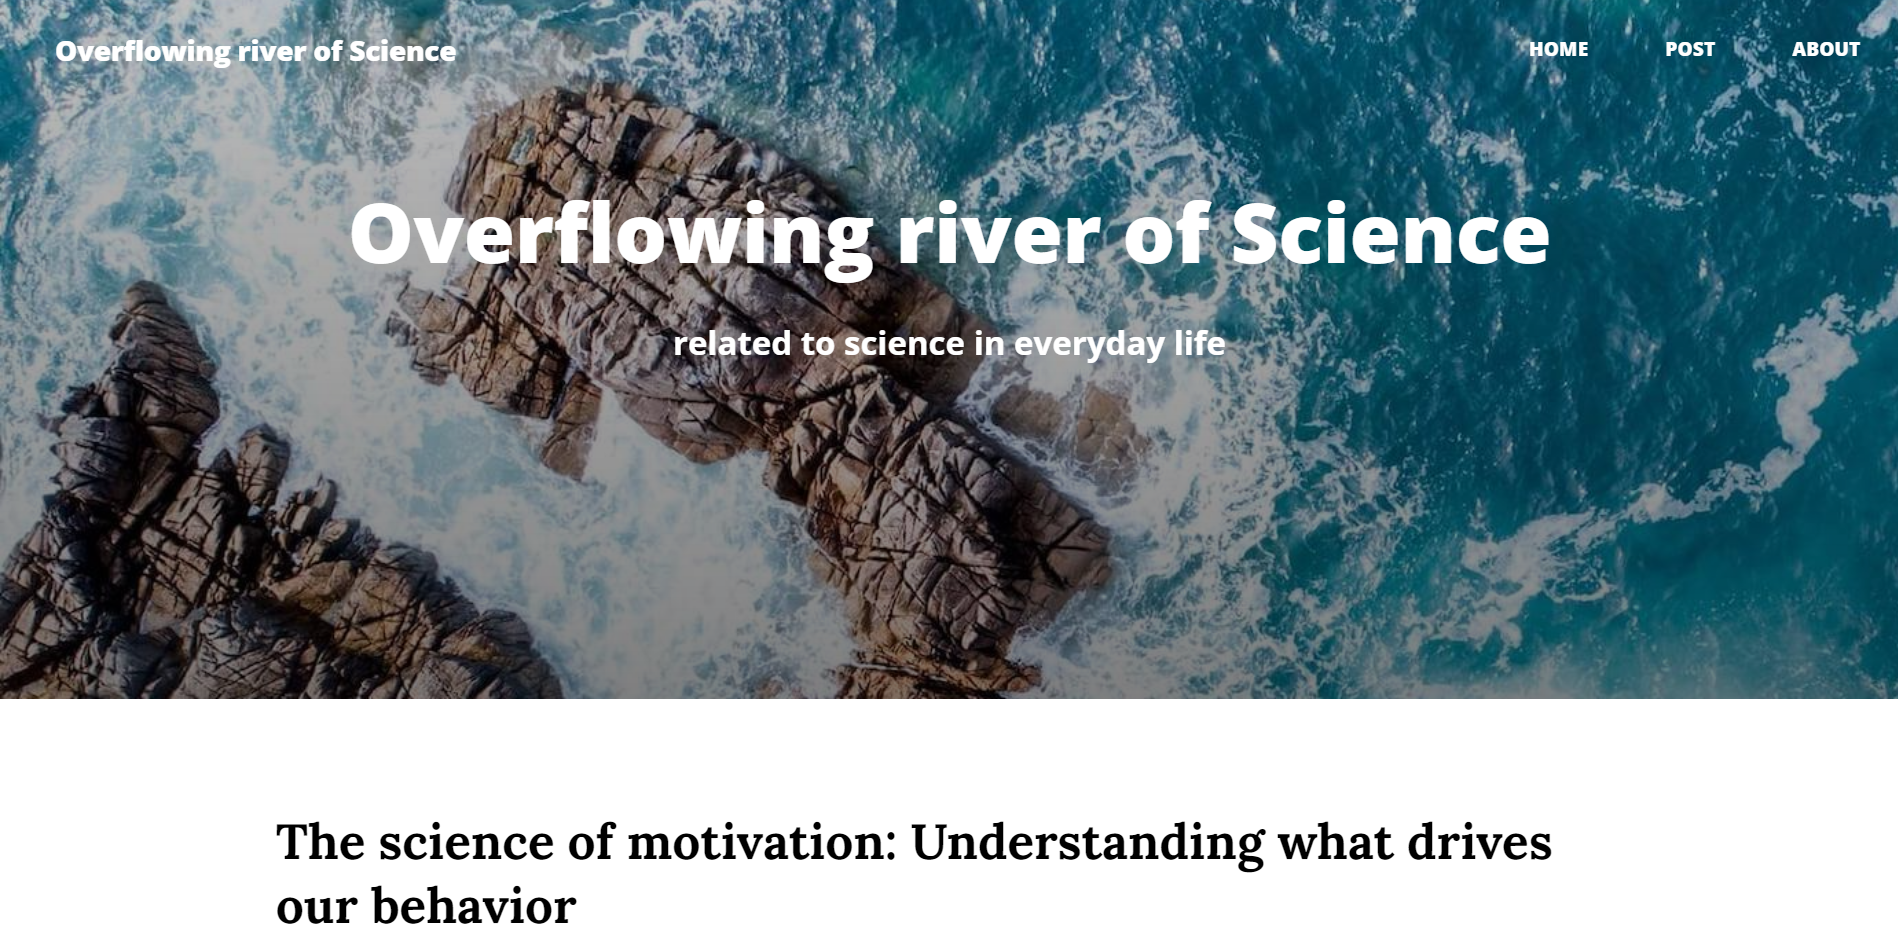 Overflowing river of Science
HOME POST ABOUT
Overflowing river of Science
related to science in everyday life
The science of motivation: Understanding what drives
our behavior